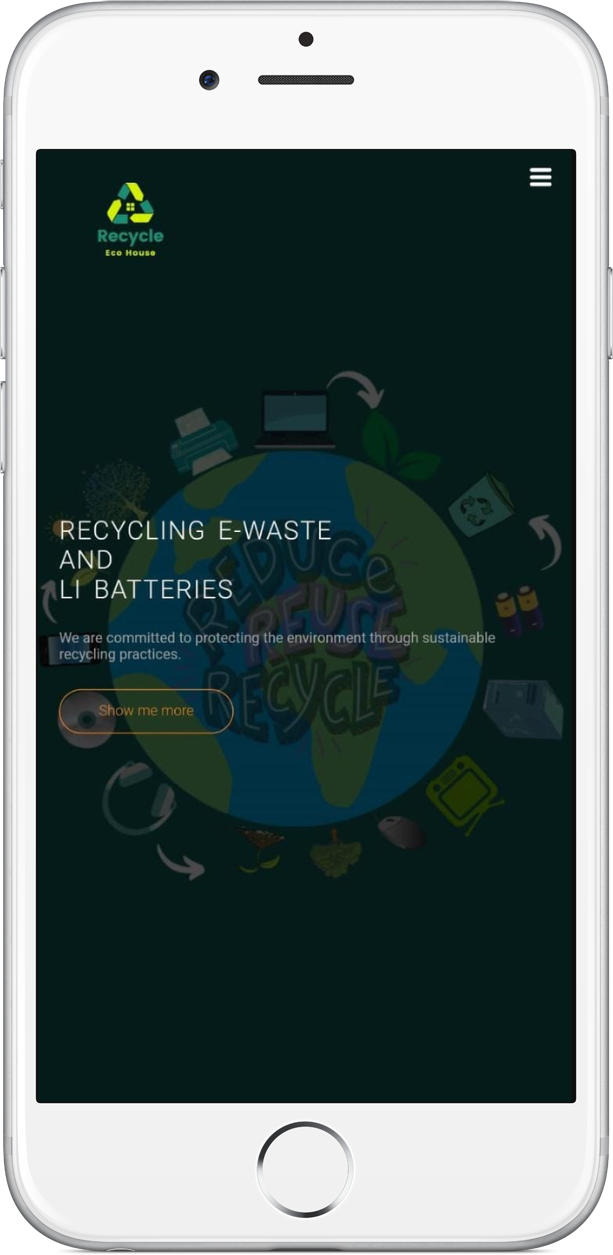 Recycle
Eco House
REDUCE
REUSE
RECYCLE
RECYCLING E-WASTE
AND
LI BATTERIES
We are committed to protecting the environment through sustainable
recycling practices.
Show me more